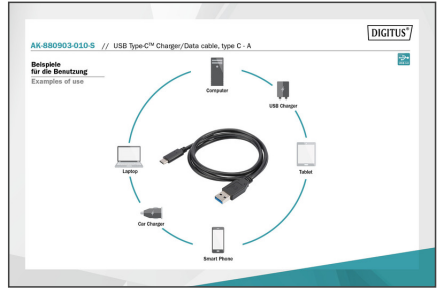 DIGITUS®
AK-880903-010-S // USB Type-C™ Charger/Data cable, type C - A
Beispiele
für die Benutzung
Examples of use
Computer
USB Charger
Laptop
Tablet
Car Charger
Smart Phone